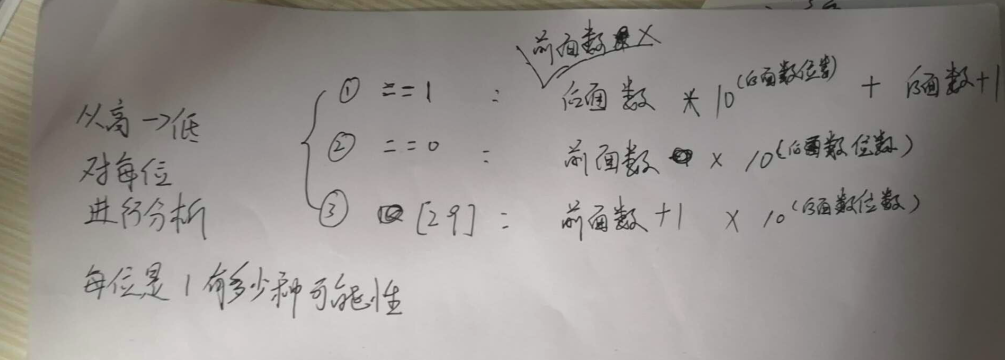 前面数 X
① ==1 : 后面数 * 10(后面数位数) + 后面数+1
从高→低
② ==0 : 前面数 × 10(后面数位数)
对每位
③ [29] : 前面数+1 × 10(后面数位数)
进行分析
每位是1有多少种可能性